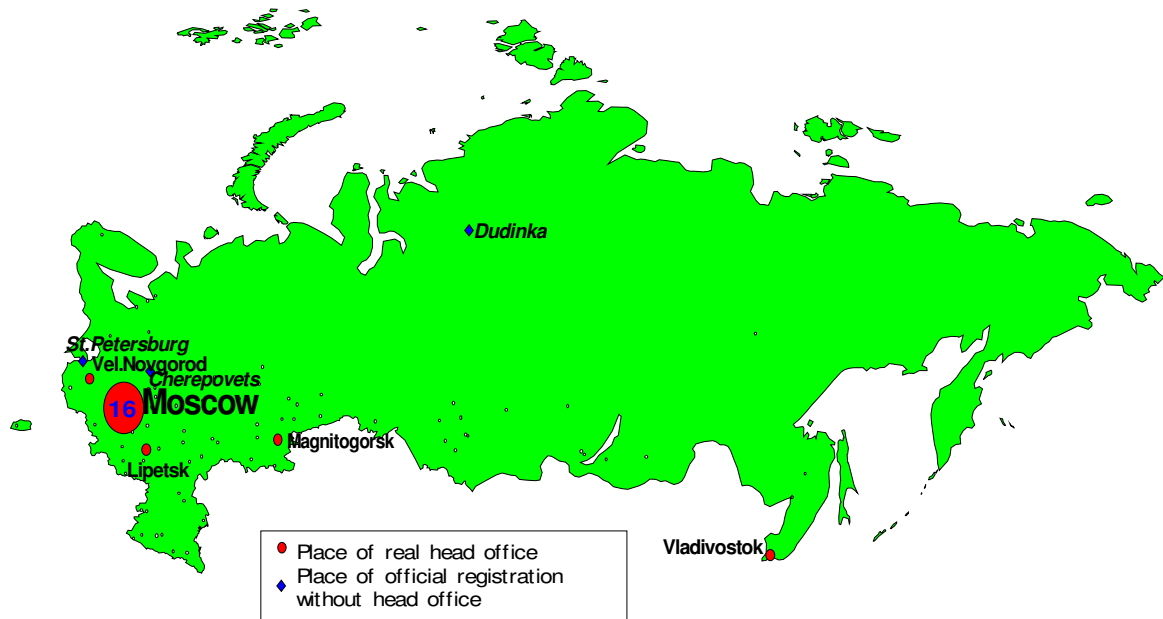 Dudinka
St.Petersburg
Vel.Novgorod
Cherepovets
16
Moscow
Magnitogorsk
Lipetsk
Vladivostok
Place of real head office
Place of official registration
without head office